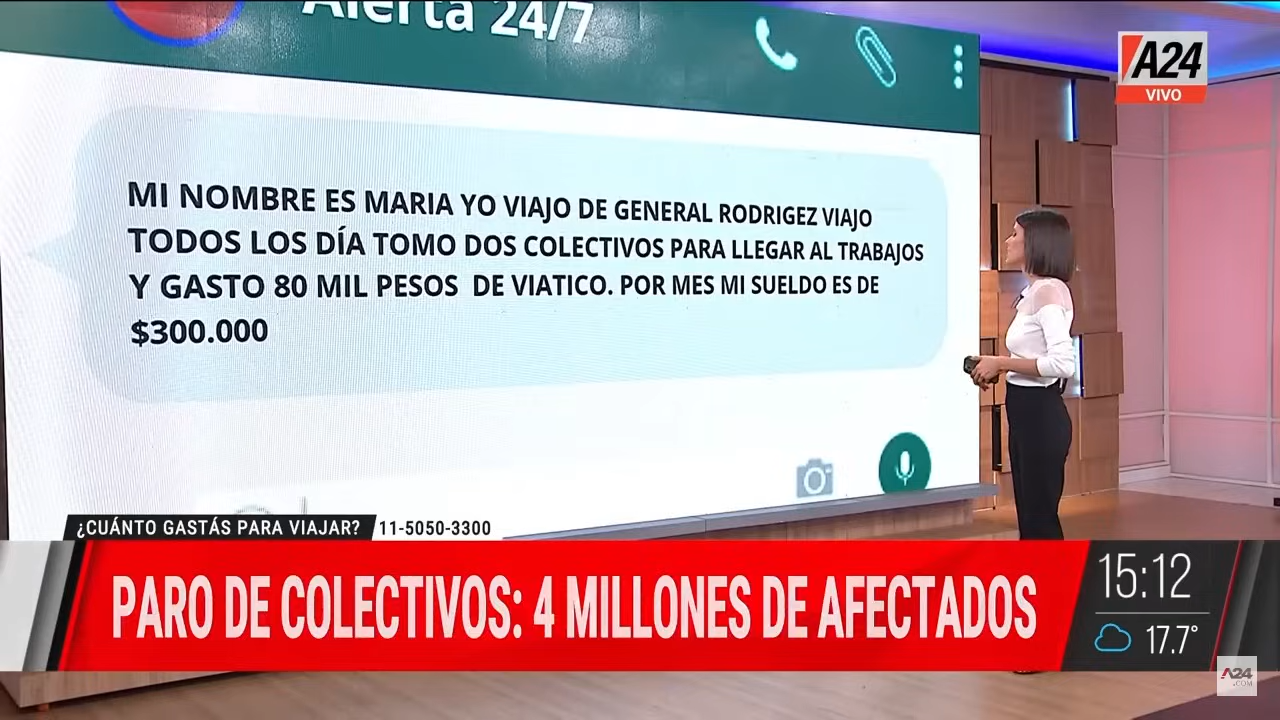 Alerta 24/7
A24
VIVO
MI NOMBRE ES MARIA YO VIAJO DE GENERAL RODRIGEZ VIAJO
TODOS LOS DÍA TOMO DOS COLECTIVOS PARA LLEGAR AL TRABAJOS
Y GASTO 80 MIL PESOS DE VIATICO. POR MES MI SUELDO ES DE
$300.000
¿CUÁNTO GASTÁS PARA VIAJAR? 11-5050-3300
PARO DE COLECTIVOS: 4 MILLONES DE AFECTADOS
15:12
17.7°
A24
.COM